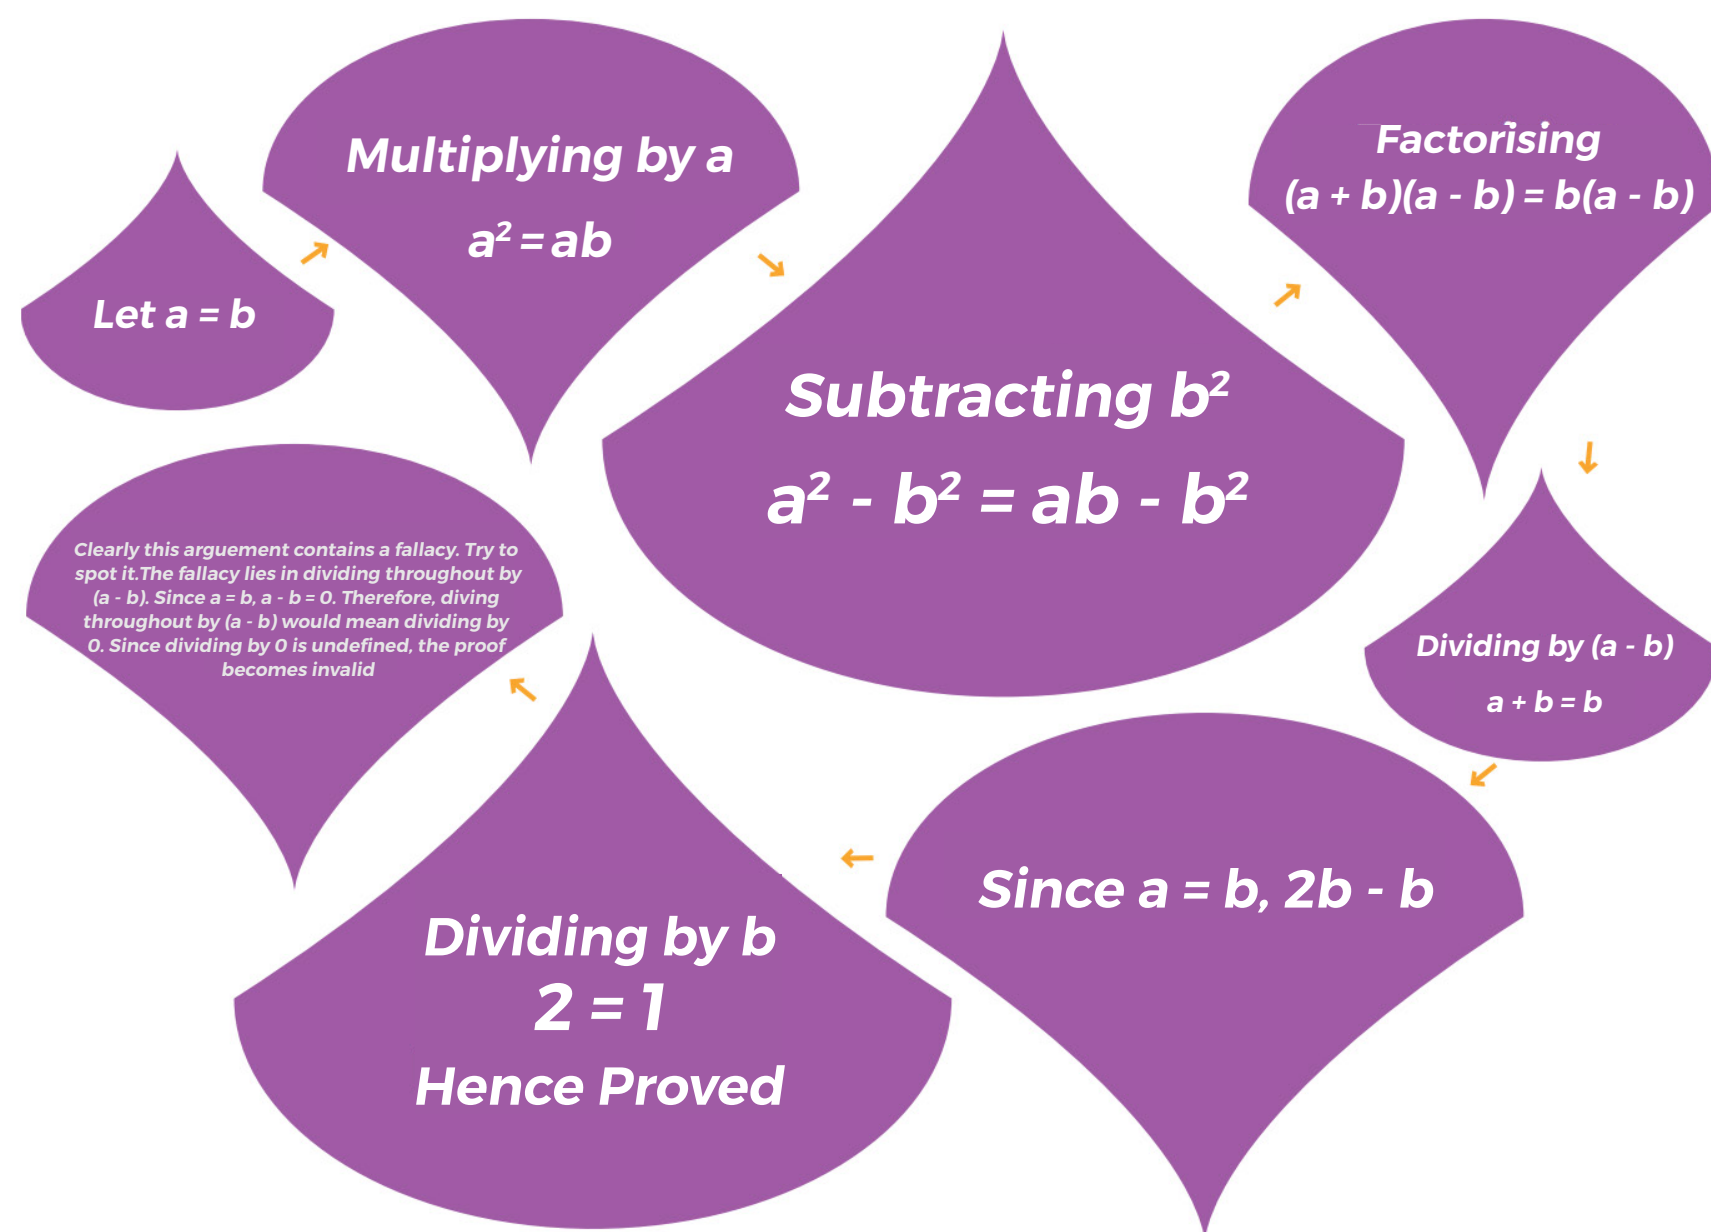 Let a = b
Multiplying by a
a² = ab
Subtracting b²
a² - b² = ab - b²
Factorising
(a + b)(a - b) = b(a - b)
Dividing by (a - b)
a + b = b
Since a = b, 2b - b
Dividing by b
2 = 1
Hence Proved
Clearly this arguement contains a fallacy. Try to
spot it.The fallacy lies in dividing throughout by
(a - b). Since a = b, a - b = 0. Therefore, diving
throughout by (a - b) would mean dividing by
0. Since dividing by 0 is undefined, the proof
becomes invalid